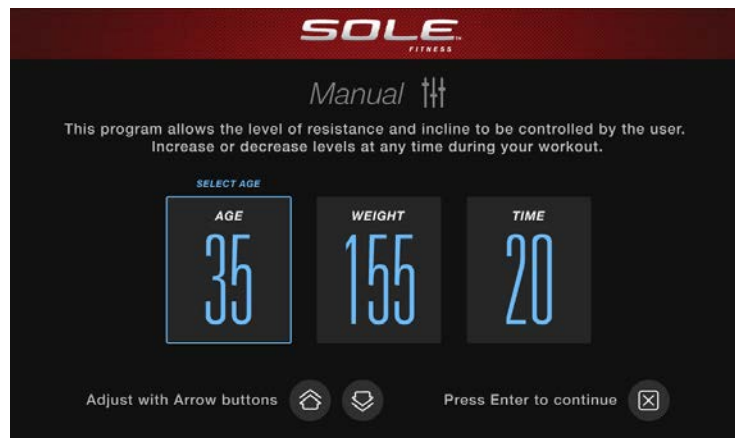 SOLE
FITNESS
Manual
This program allows the level of resistance and incline to be controlled by the user.
Increase or decrease levels at any time during your workout.
SELECT AGE
AGE
WEIGHT
TIME
35
155
20
Adjust with Arrow buttons
Press Enter to continue